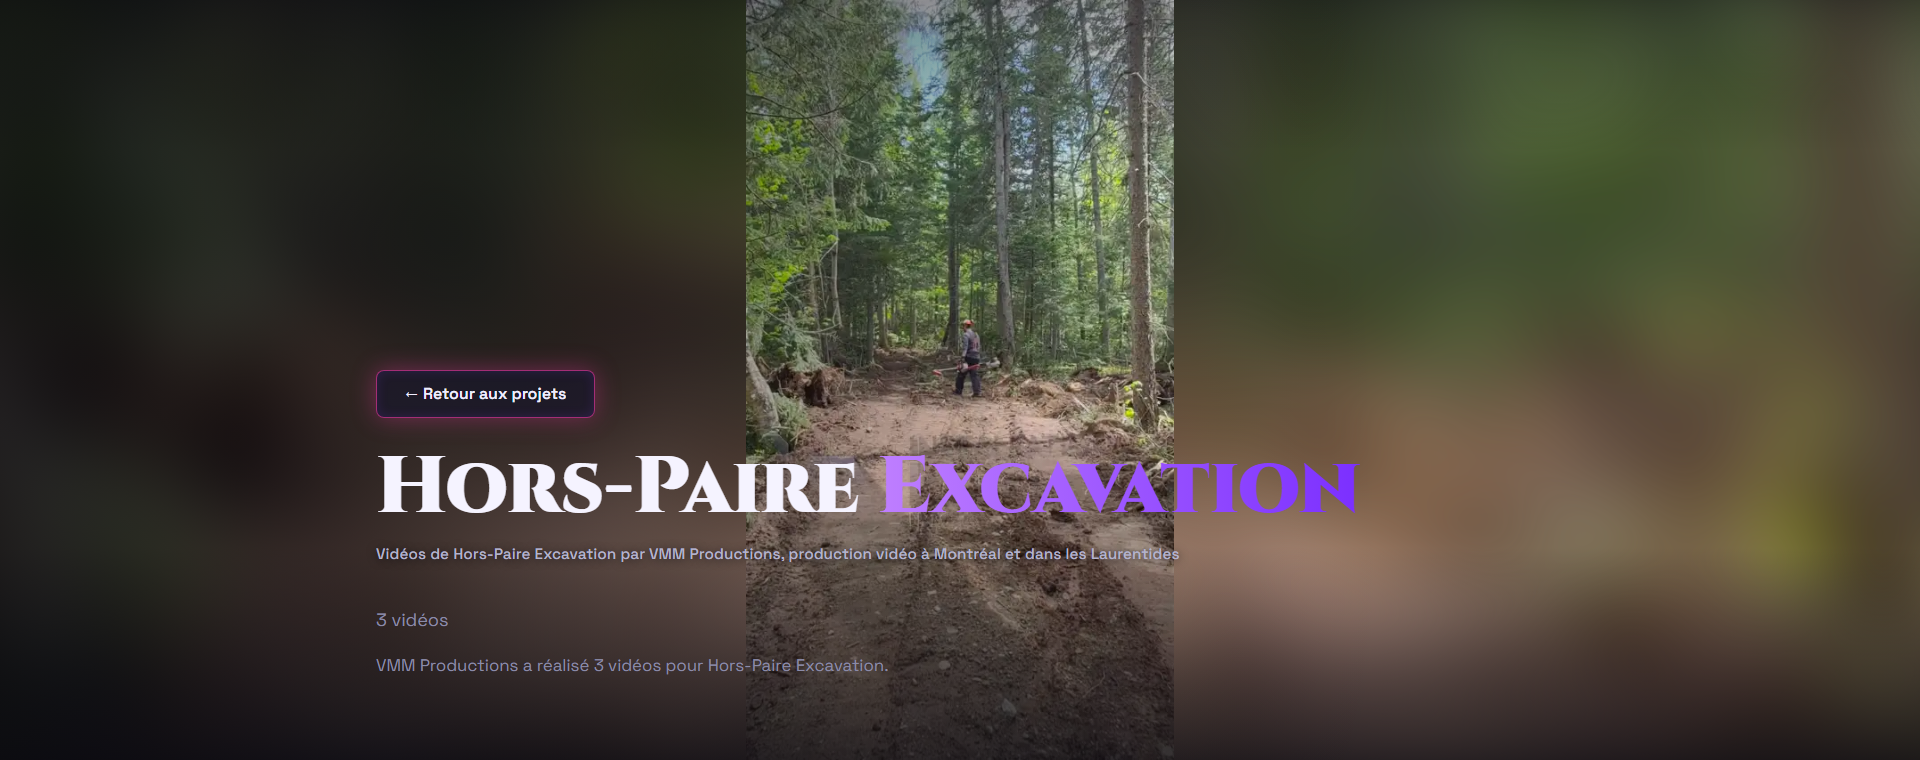 ← Retour aux projets
Hors-Paire Excavation
Vidéos de Hors-Paire Excavation par VMM Productions, production vidéo à Montréal et dans les Laurentides
3 vidéos
VMM Productions a réalisé 3 vidéos pour Hors-Paire Excavation.